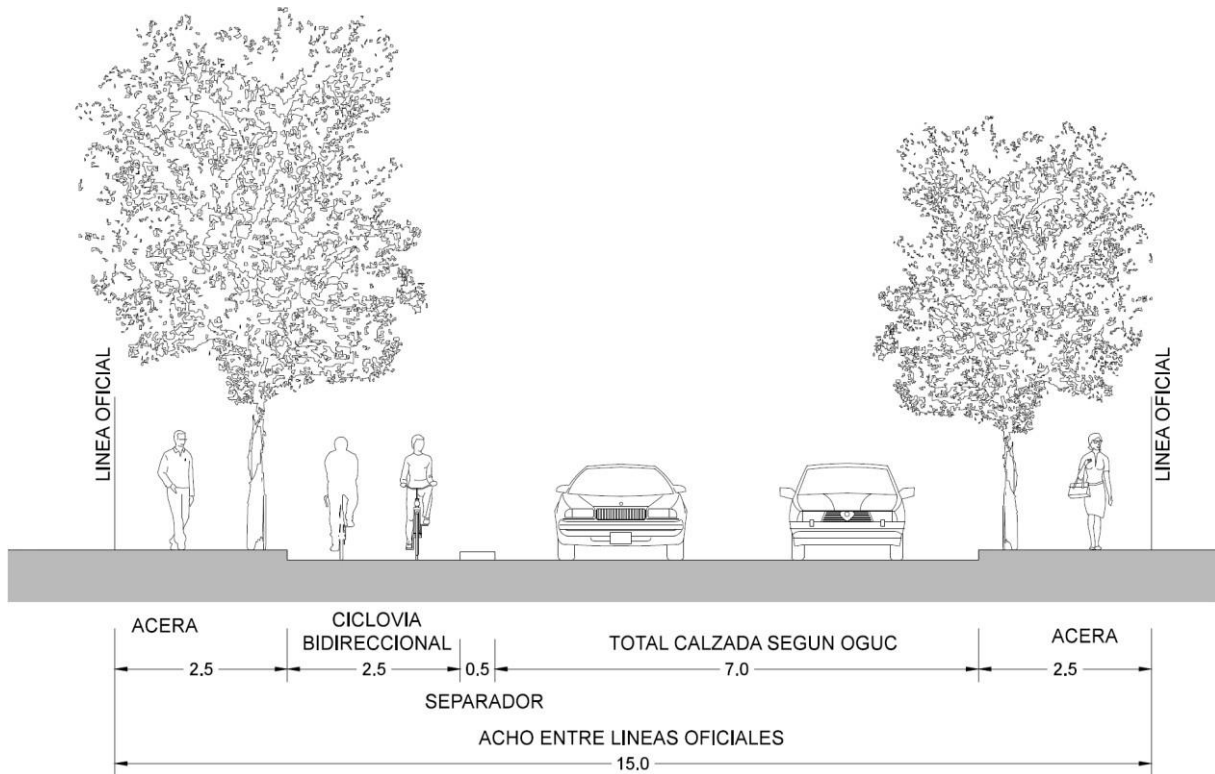 LINEA OFICIAL
LINEA OFICIAL
ACERA
CICLOVIA
BIDIRECCIONAL
TOTAL CALZADA SEGUN OGUC
ACERA
2.5
2.5
0.5
7.0
2.5
SEPARADOR
ACHO ENTRE LINEAS OFICIALES
15.0